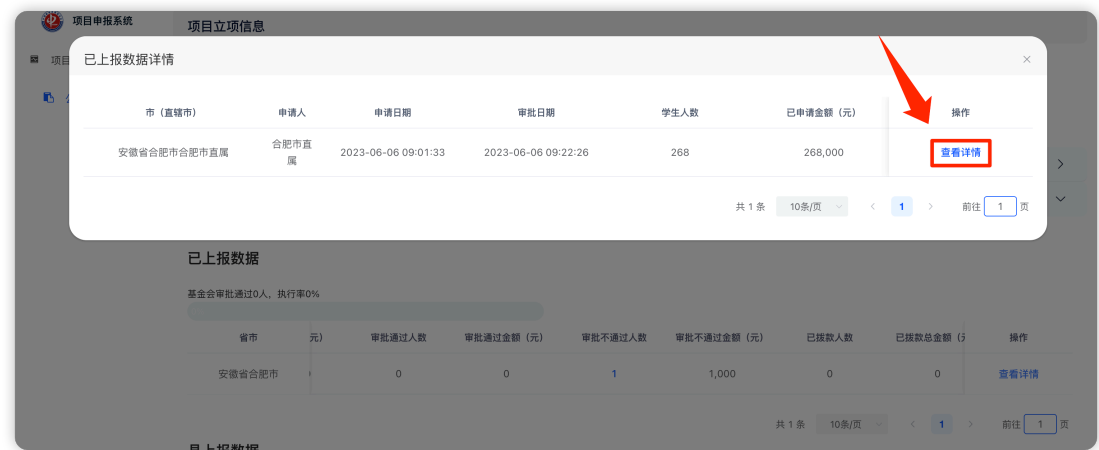 项目申报系统
项目立项信息
项目
已上报数据详情
市（直辖市） 申请人 申请日期 审批日期 学生人数 已申请金额（元） 操作
安徽省合肥市合肥市直属 合肥市直属 2023-06-06 09:01:33 2023-06-06 09:22:26 268 268,000 查看详情
共 1 条 10条/页 1 前往 1 页
已上报数据
基金会审批通过0人，执行率0%
省市 元） 审批通过人数 审批通过金额（元） 审批不通过人数 审批不通过金额（元） 已拨款人数 已拨款总金额 操作
安徽省合肥市 0 0 1 1,000 0 0 查看详情
共 1 条 10条/页 1 前往 1 页